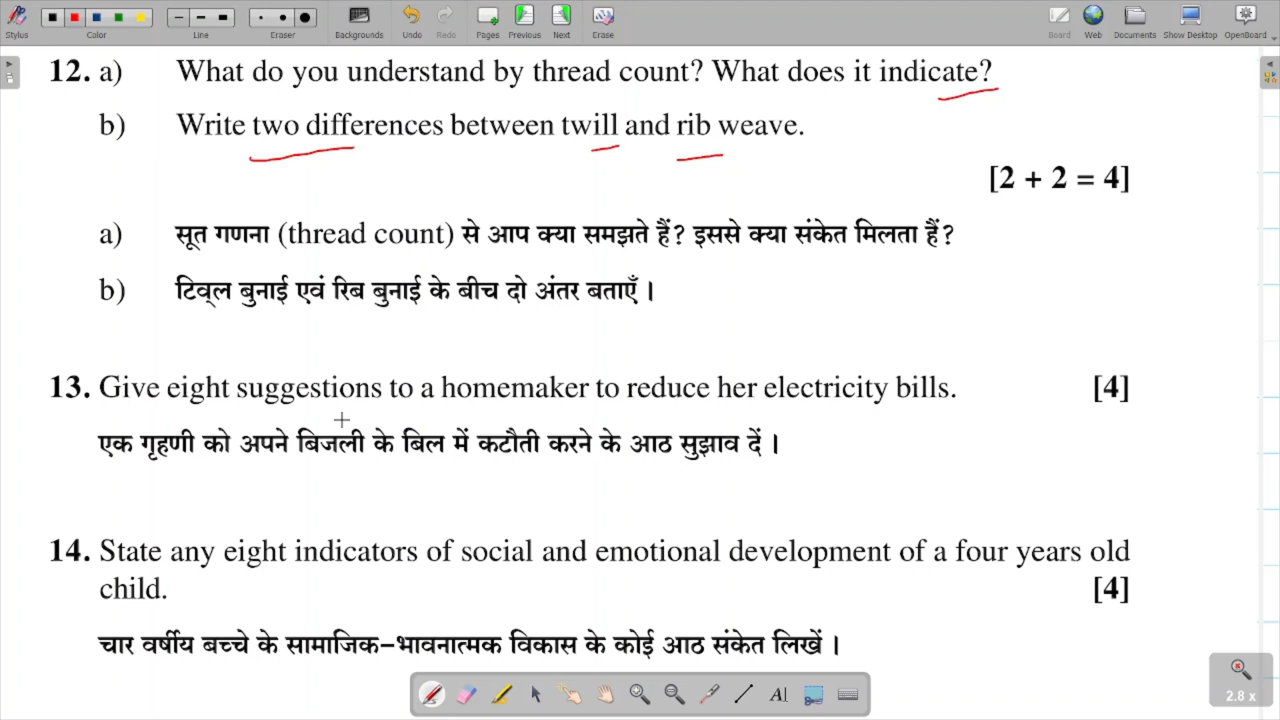 Stylus Color Line Eraser Backgrounds Undo Redo Pages Previous Next Erase Board Web Documents Show Desktop OpenBoard
12. a) What do you understand by thread count? What does it indicate?
b) Write two differences between twill and rib weave.
[2 + 2 = 4]
a) सूत गणना (thread count) से आप क्या समझते हैं? इससे क्या संकेत मिलता हैं?
b) टिव्ल बुनाई एवं रिब बुनाई के बीच दो अंतर बताएँ ।
13. Give eight suggestions to a homemaker to reduce her electricity bills. [4]
एक गृहणी को अपने बिजली के बिल में कटौती करने के आठ सुझाव दें ।
14. State any eight indicators of social and emotional development of a four years old
child. [4]
चार वर्षीय बच्चे के सामाजिक-भावनात्मक विकास के कोई आठ संकेत लिखें ।
2.8 x